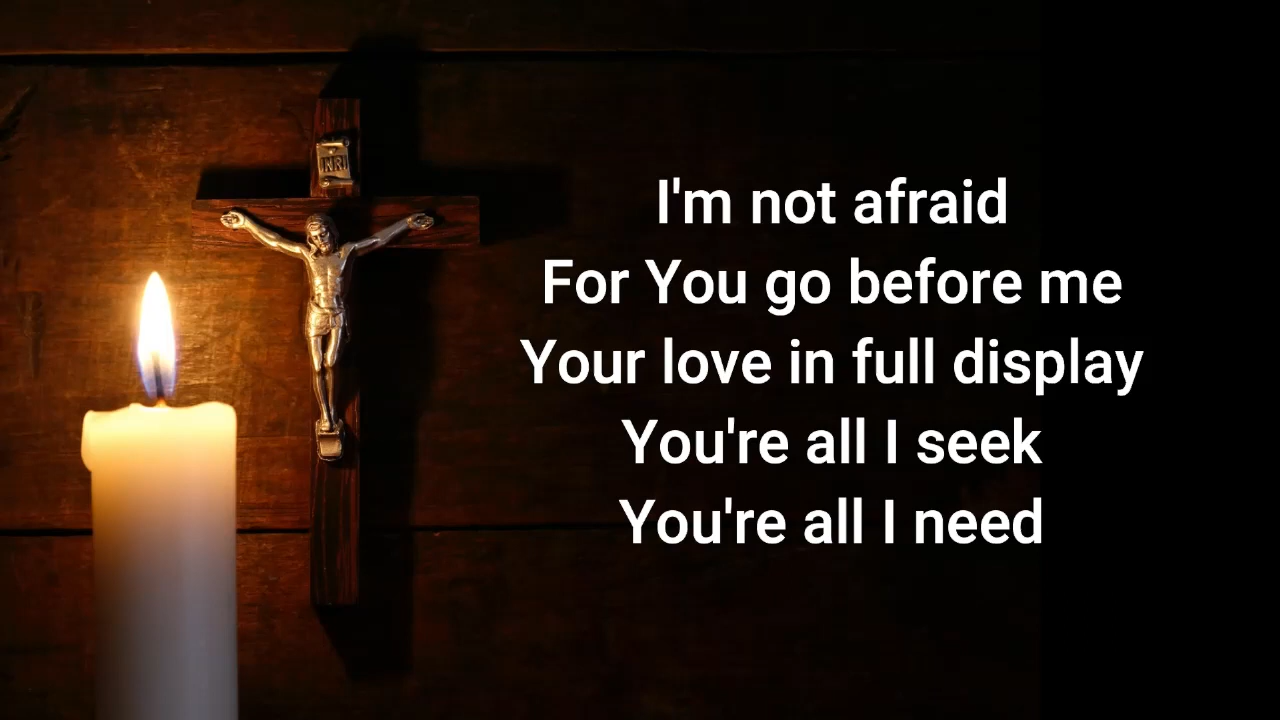 INRI
I'm not afraid
For You go before me
Your love in full display
You're all I seek
You're all I need